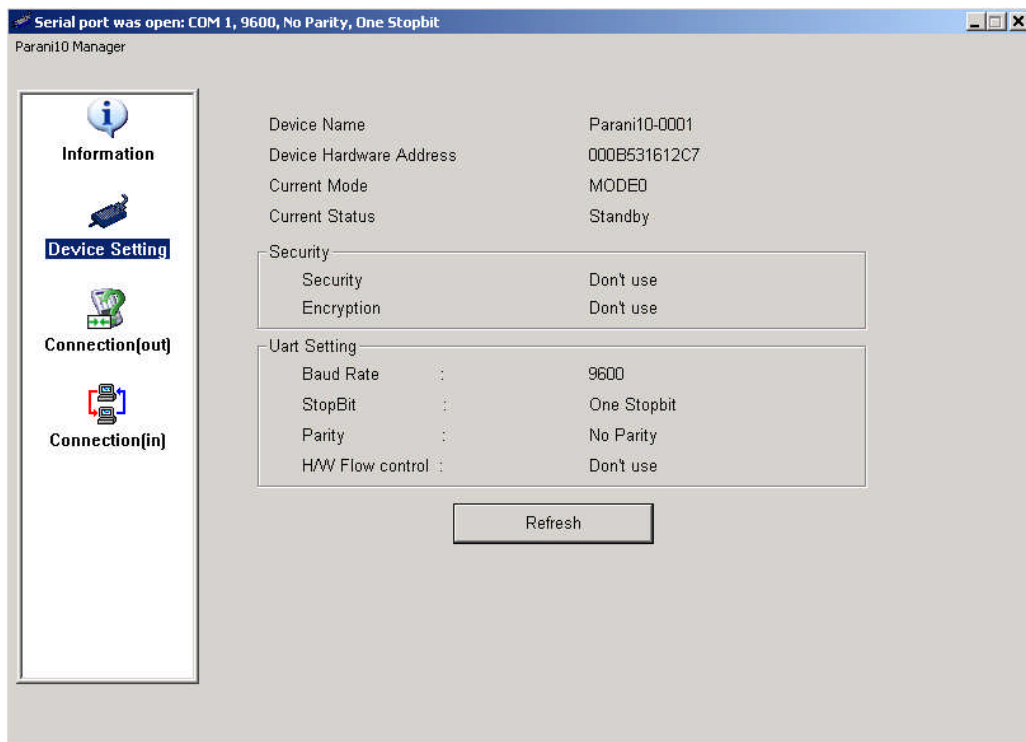 Serial port was open: COM 1, 9600, No Parity, One Stopbit
Parani10 Manager
Information
Device Setting
Connection(out)
Connection(in)
Device Name Parani10-0001
Device Hardware Address 000B531612C7
Current Mode MODE0
Current Status Standby
Security
Security Don't use
Encryption Don't use
Uart Setting
Baud Rate : 9600
StopBit : One Stopbit
Parity : No Parity
H/W Flow control : Don't use
Refresh